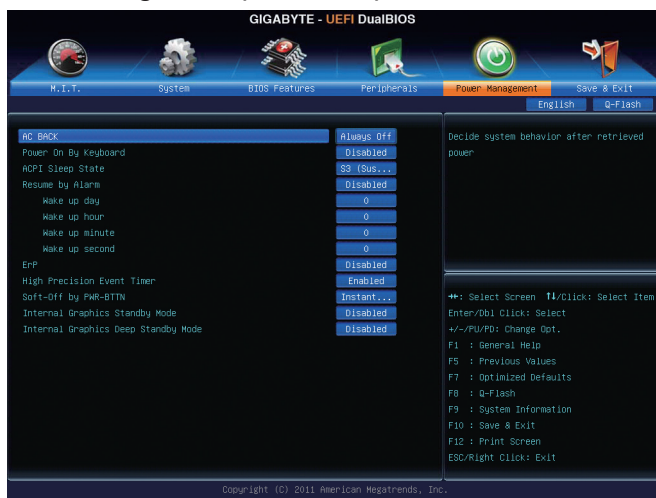 GIGABYTE - UEFI DualBIOS
M.I.T. System BIOS Features Peripherals Power Management Save & Exit
English Q-Flash
AC BACK Always Off
Power On By Keyboard Disabled
ACPI Sleep State S3 (Sus...
Resume by Alarm Disabled
Wake up day 0
Wake up hour 0
Wake up minute 0
Wake up second 0
ErP Disabled
High Precision Event Timer Enabled
Soft-Off by PWR-BTTN Instant...
Internal Graphics Standby Mode Disabled
Internal Graphics Deep Standby Mode Disabled
Decide system behavior after retrieved
power
→←: Select Screen ↑↓/Click: Select Item
Enter/Dbl Click: Select
+/-/PU/PD: Change Opt.
F1 : General Help
F5 : Previous Values
F7 : Optimized Defaults
F8 : Q-Flash
F9 : System Information
F10 : Save & Exit
F12 : Print Screen
ESC/Right Click: Exit
Copyright (C) 2011 American Megatrends, Inc.